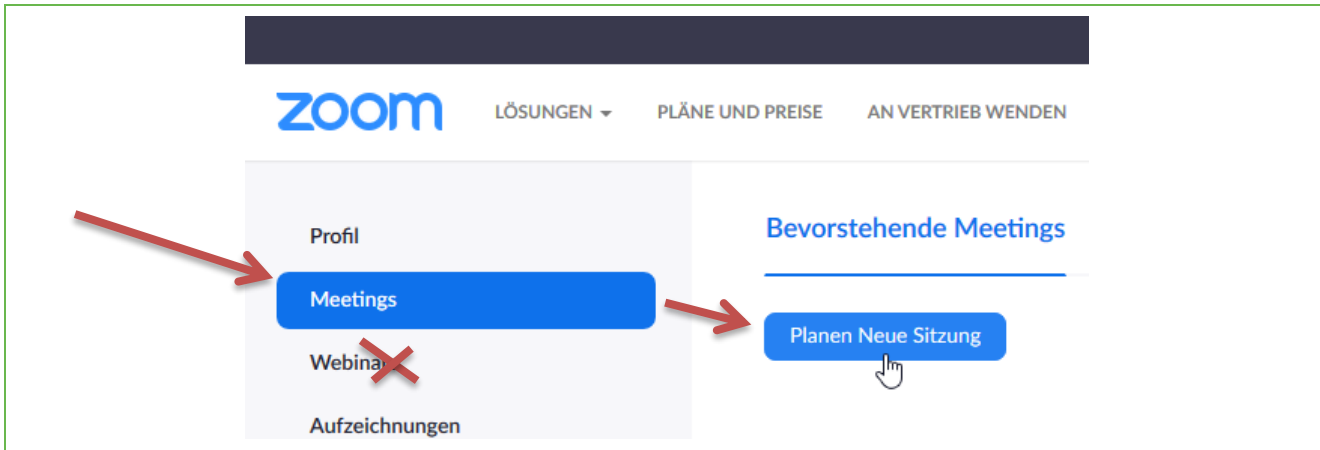 zoom LÖSUNGEN PLÄNE UND PREISE AN VERTRIEB WENDEN
Profil
Bevorstehende Meetings
Meetings
Planen Neue Sitzung
Aufzeichnungen